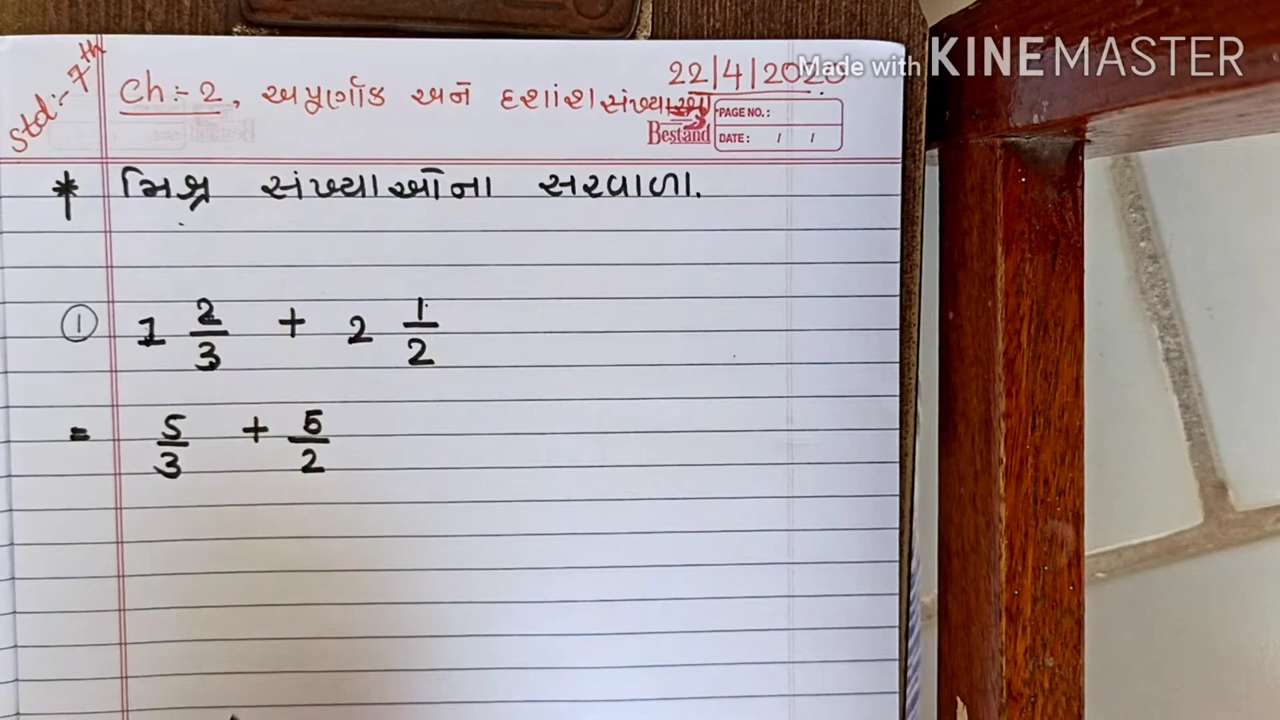 Made with KINEMASTER
22/4/2020
Std:- 7th
Ch:- 2, અપૂર્ણાંક અને દશાંશ સંખ્યા
Bestand
PAGE NO.:
DATE: / /
* મિશ્ર સંખ્યાઓના સરવાળા.
① 1 2/3 + 2 1/2
= 5/3 + 5/2